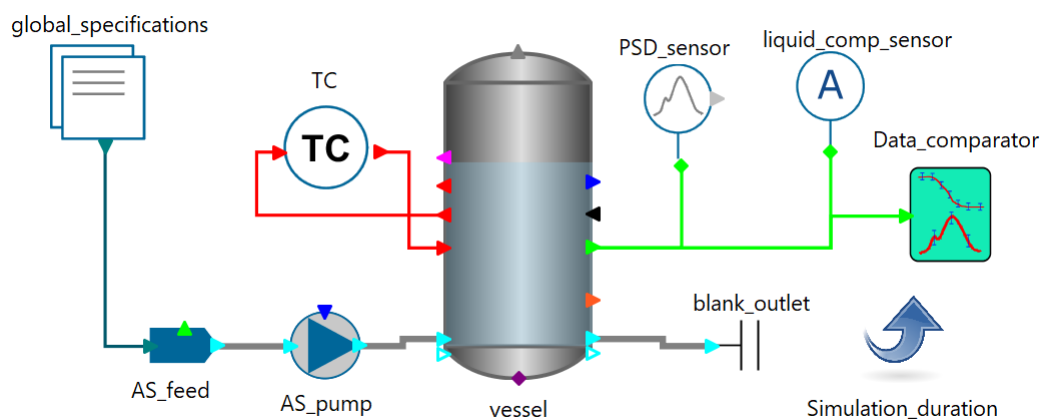 global_specifications
PSD_sensor
liquid_comp_sensor
TC
TC
A
Data_comparator
blank_outlet
AS_feed
AS_pump
vessel
Simulation_duration